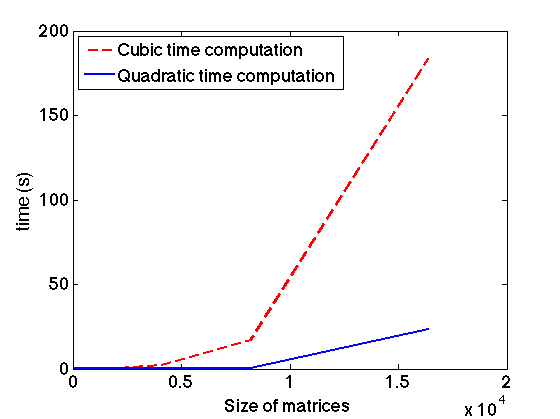 200
Cubic time computation
Quadratic time computation
150
time (s)
100
50
0
0 0.5 1 1.5 2
Size of matrices
x 10^4